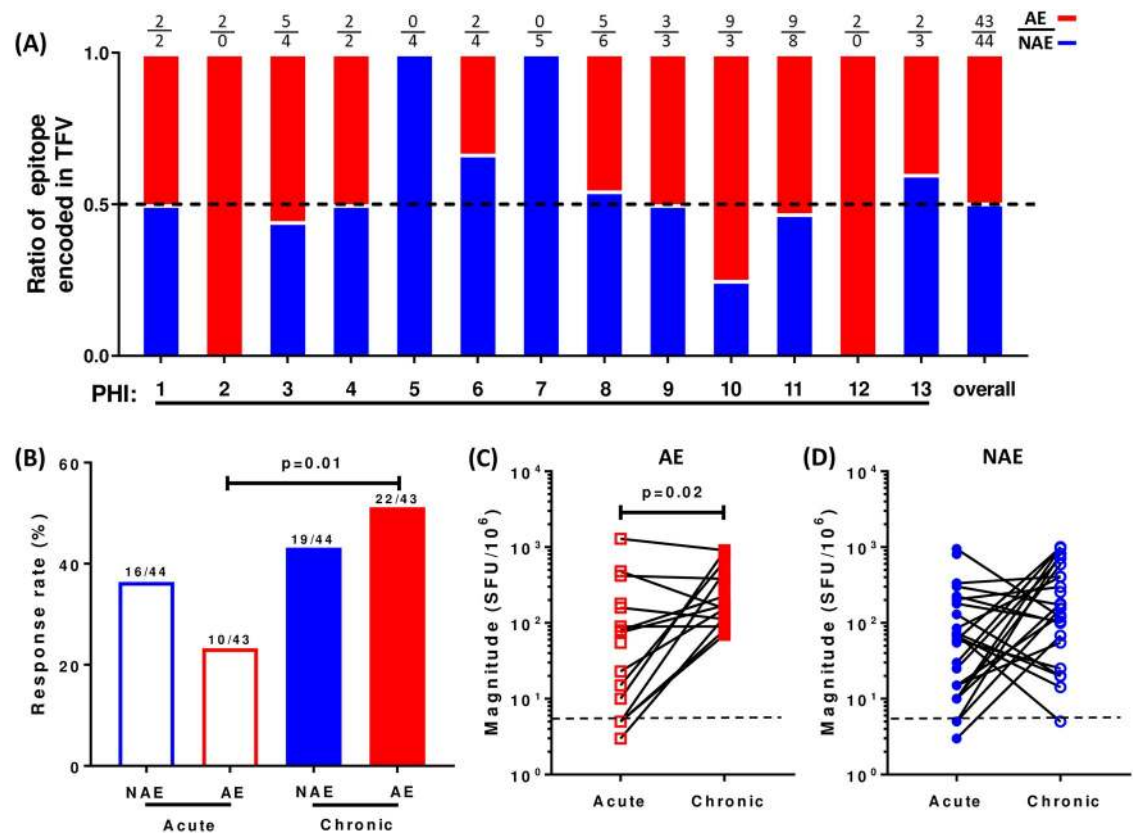 (A)
2 2 5 2 0 2 0 5 3 9 9 2 2 43 AE
2 0 4 2 4 4 5 6 3 3 8 0 3 44 NAE
1.0
0.5
0.0
Ratio of epitope
encoded in TFV
PHI: 1 2 3 4 5 6 7 8 9 10 11 12 13 overall
(B)
Response rate (%)
60
40
20
0
p=0.01
16/44 10/43 19/44 22/43
NAE AE NAE AE
Acute Chronic
(C) AE
Magnitude (SFU/10^6)
10^4
10^3
10^2
10^1
10^0
p=0.02
Acute Chronic
(D) NAE
Magnitude (SFU/10^6)
10^4
10^3
10^2
10^1
10^0
Acute Chronic